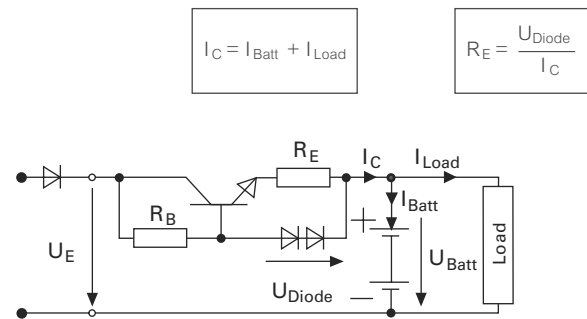 I_C = I_Batt + I_Load
R_E = U_Diode / I_C
R_E
I_C
I_Load
R_B
I_Batt
+
U_E
U_Diode
−
U_Batt
Load